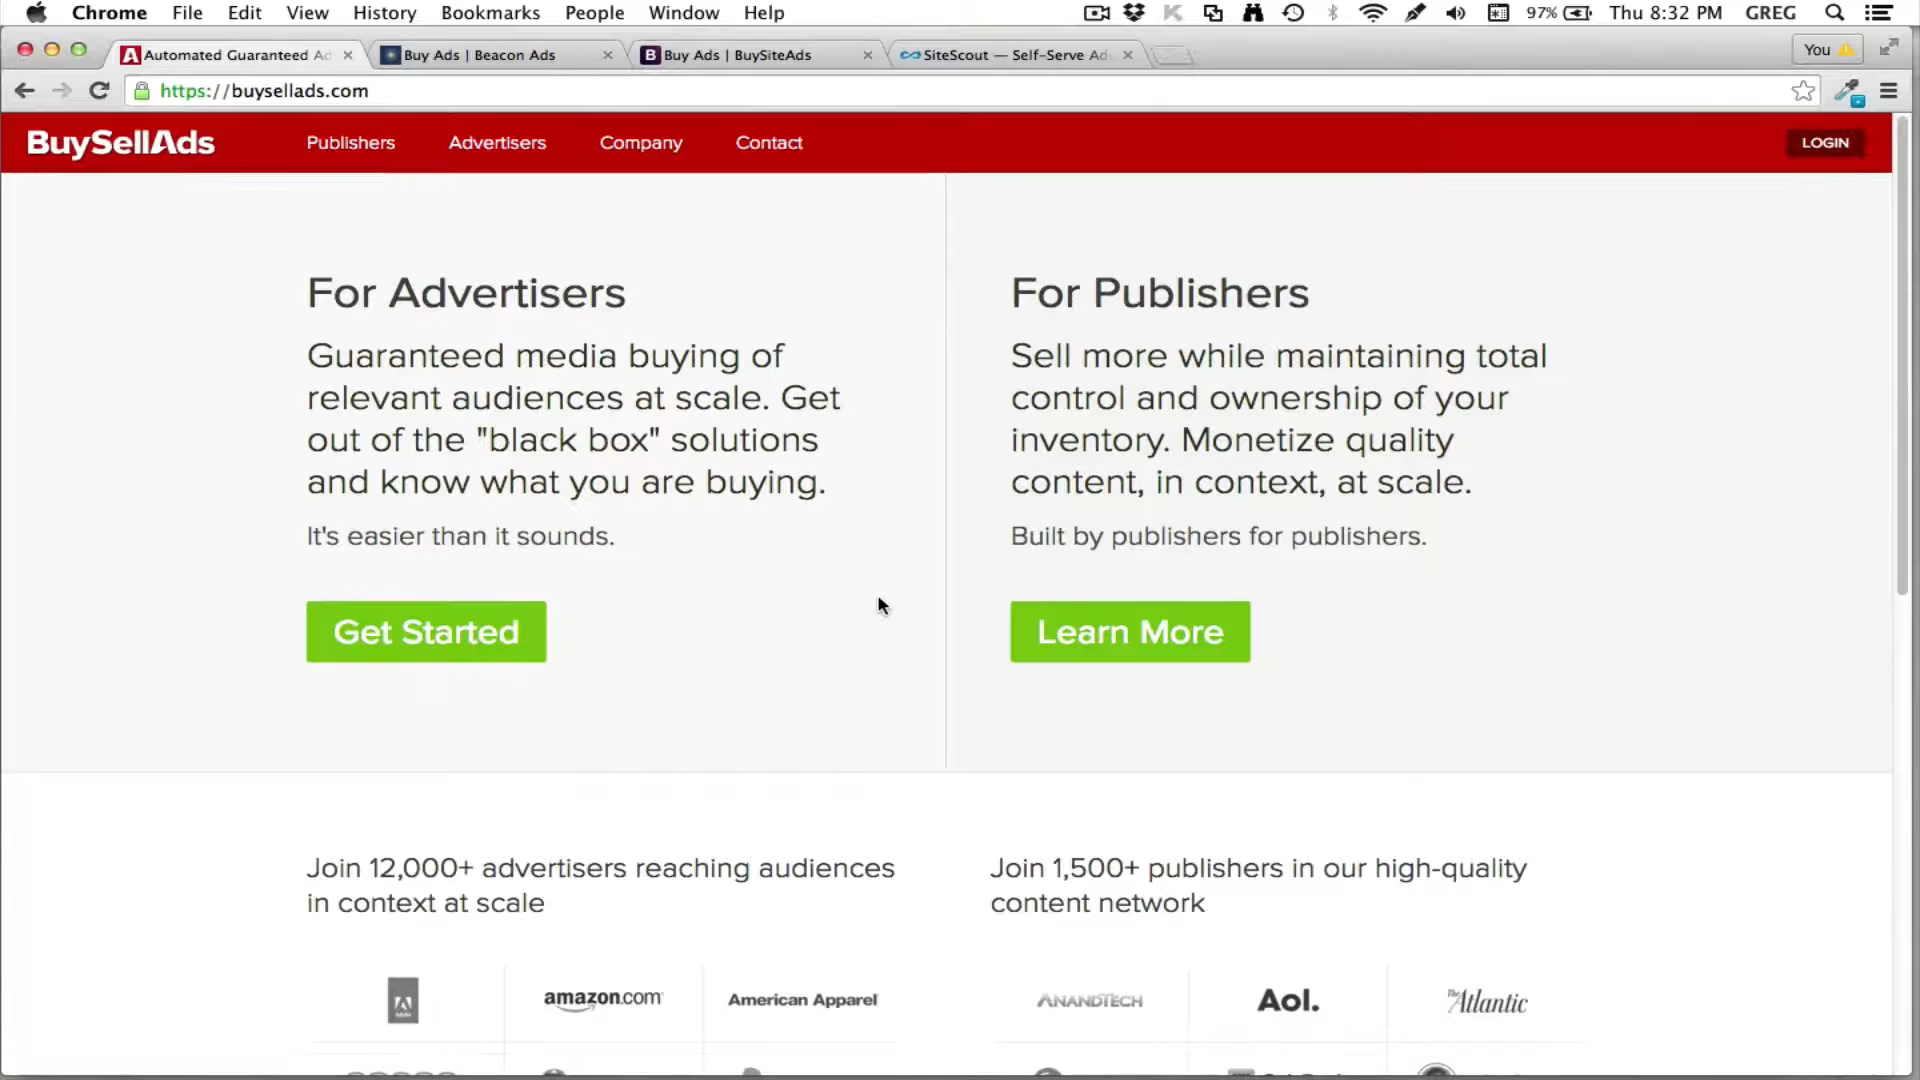 Chrome File Edit View History Bookmarks People Window Help 97% Thu 8:32 PM GREG
Automated Guaranteed Ad Buy Ads | Beacon Ads Buy Ads | BuySiteAds SiteScout — Self-Serve Ad You
https://buysellads.com
BuySellAds Publishers Advertisers Company Contact LOGIN
For Advertisers
Guaranteed media buying of
relevant audiences at scale. Get
out of the "black box" solutions
and know what you are buying.
It's easier than it sounds.
Get Started
For Publishers
Sell more while maintaining total
control and ownership of your
inventory. Monetize quality
content, in context, at scale.
Built by publishers for publishers.
Learn More
Join 12,000+ advertisers reaching audiences
in context at scale
Join 1,500+ publishers in our high-quality
content network
Adobe amazon.com American Apparel
ANANDTECH Aol. The Atlantic